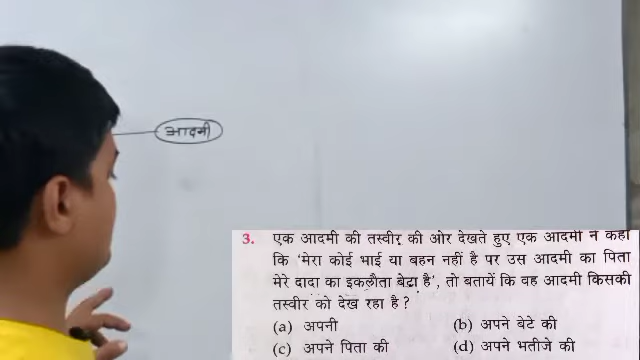 आदमी
3. एक आदमी की तस्वीर की ओर देखते हुए एक आदमी ने कहा
कि 'मेरा कोई भाई या बहन नहीं है पर उस आदमी का पिता
मेरे दादा का इकलौता बेटा है', तो बतायें कि वह आदमी किसकी
तस्वीर को देख रहा है?
(a) अपनी (b) अपने बेटे की
(c) अपने पिता की (d) अपने भतीजे की